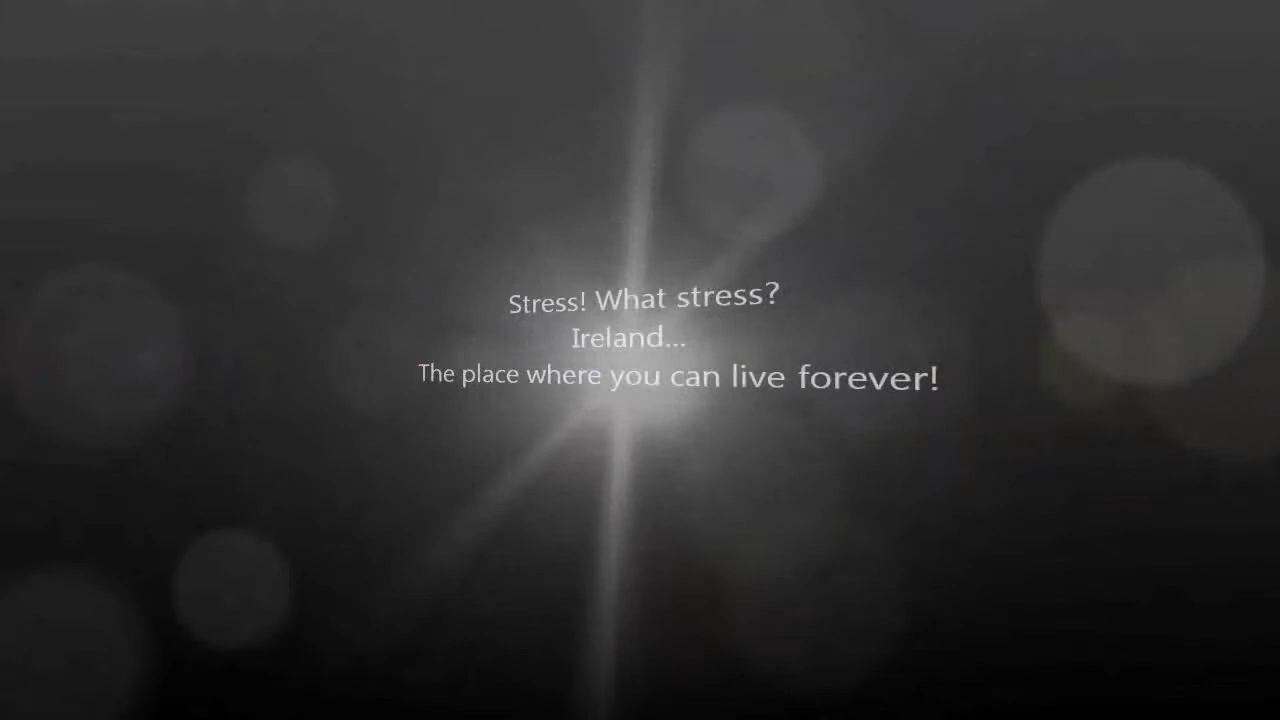 Stress! What stress?
Ireland...
The place where you can live forever!